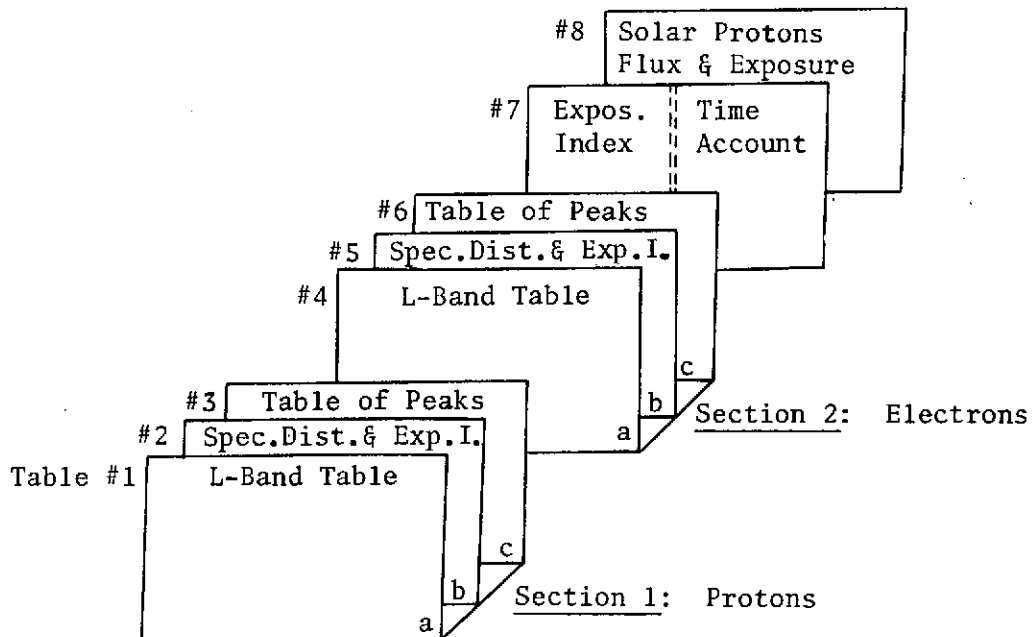 #8 Solar Protons
Flux & Exposure
#7 Expos. Time
Index Account
#6 Table of Peaks
#5 Spec.Dist.& Exp.I.
#4 L-Band Table
c
b
a
Section 2: Electrons
#3 Table of Peaks
#2 Spec.Dist.& Exp.I.
Table #1 L-Band Table
c
b
a
Section 1: Protons